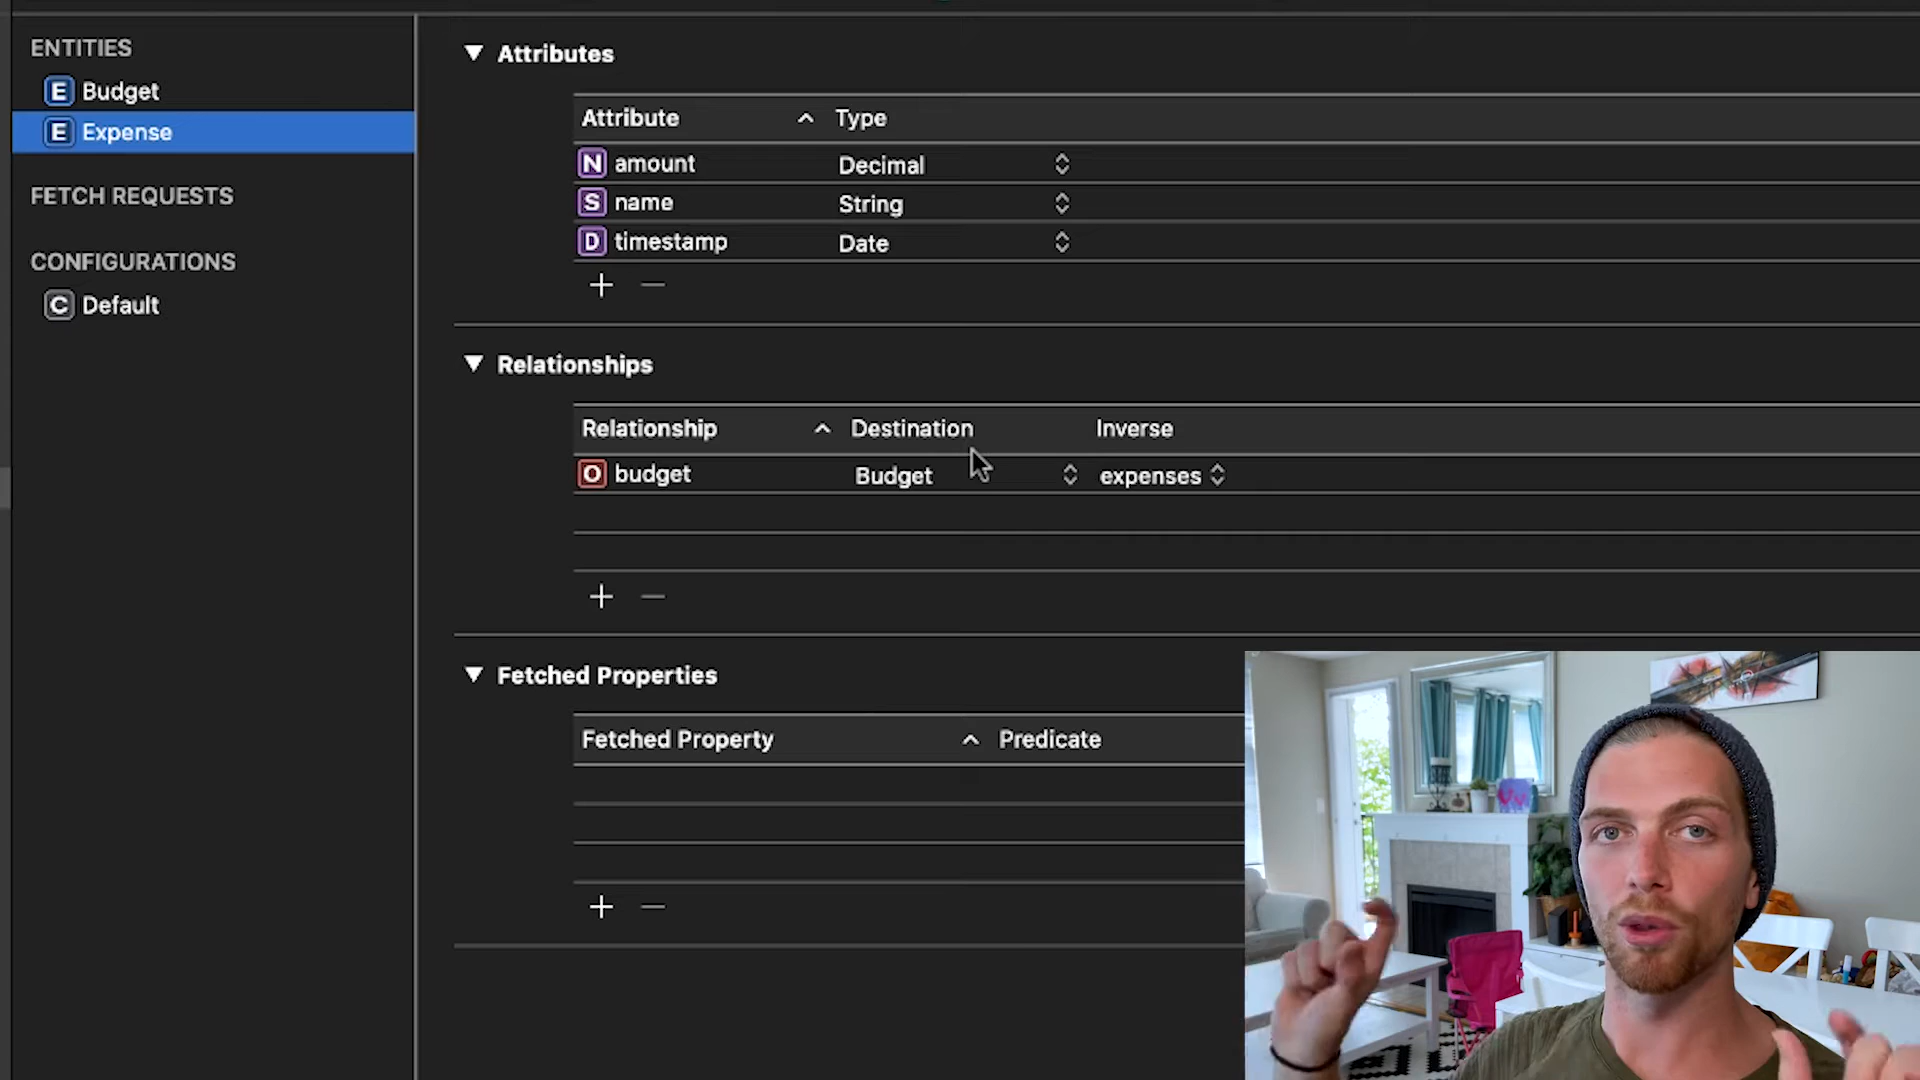 ENTITIES
E Budget
E Expense
FETCH REQUESTS
CONFIGURATIONS
C Default
Attributes
Attribute Type
N amount Decimal
S name String
D timestamp Date
Relationships
Relationship Destination Inverse
O budget Budget expenses
Fetched Properties
Fetched Property Predicate